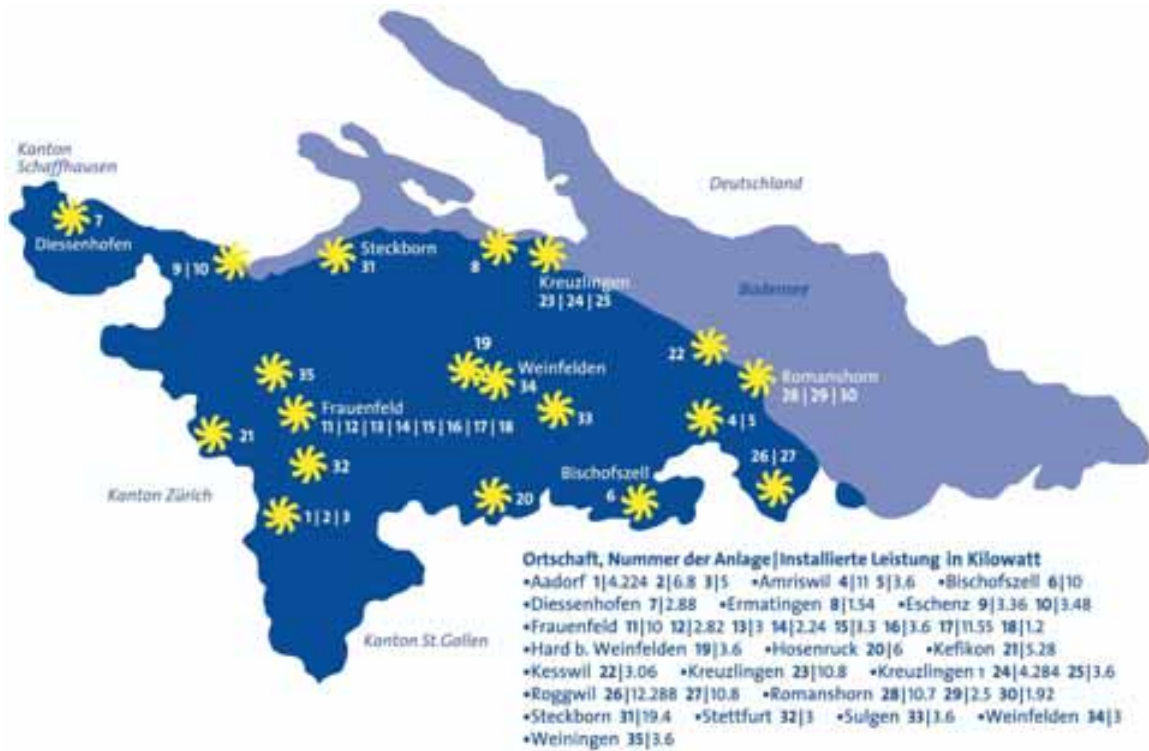 Kanton
Schaffhausen
Deutschland
7
Diessenhofen
9 | 10
Steckborn
31
8
Kreuzlingen
23 | 24 | 25
Bodensee
19
22
Weinfelden
34
35
Romanshorn
28 | 29 | 30
Frauenfeld
11 | 12 | 13 | 14 | 15 | 16 | 17 | 18
33
4 | 5
21
32
26 | 27
Bischofszell
6
Kanton Zürich
20
1 | 2 | 3
Kanton St.Gallen
Ortschaft, Nummer der Anlage|Installierte Leistung in Kilowatt
•Aadorf 1|4.224 2|6.8 3|5 •Amriswil 4|11 5|3.6 •Bischofszell 6|10
•Diessenhofen 7|2.88 •Ermatingen 8|1.54 •Eschenz 9|3.36 10|3.48
•Frauenfeld 11|10 12|2.82 13|3 14|2.24 15|3.3 16|3.6 17|11.55 18|1.2
•Hard b. Weinfelden 19|3.6 •Hosenruck 20|6 •Kefikon 21|5.28
•Kesswil 22|3.06 •Kreuzlingen 23|10.8 •Kreuzlingen 1 24|4.284 25|3.6
•Roggwil 26|12.288 27|10.8 •Romanshorn 28|10.7 29|2.5 30|1.92
•Steckborn 31|19.4 •Stettfurt 32|3 •Sulgen 33|3.6 •Weinfelden 34|3
•Weiningen 35|3.6